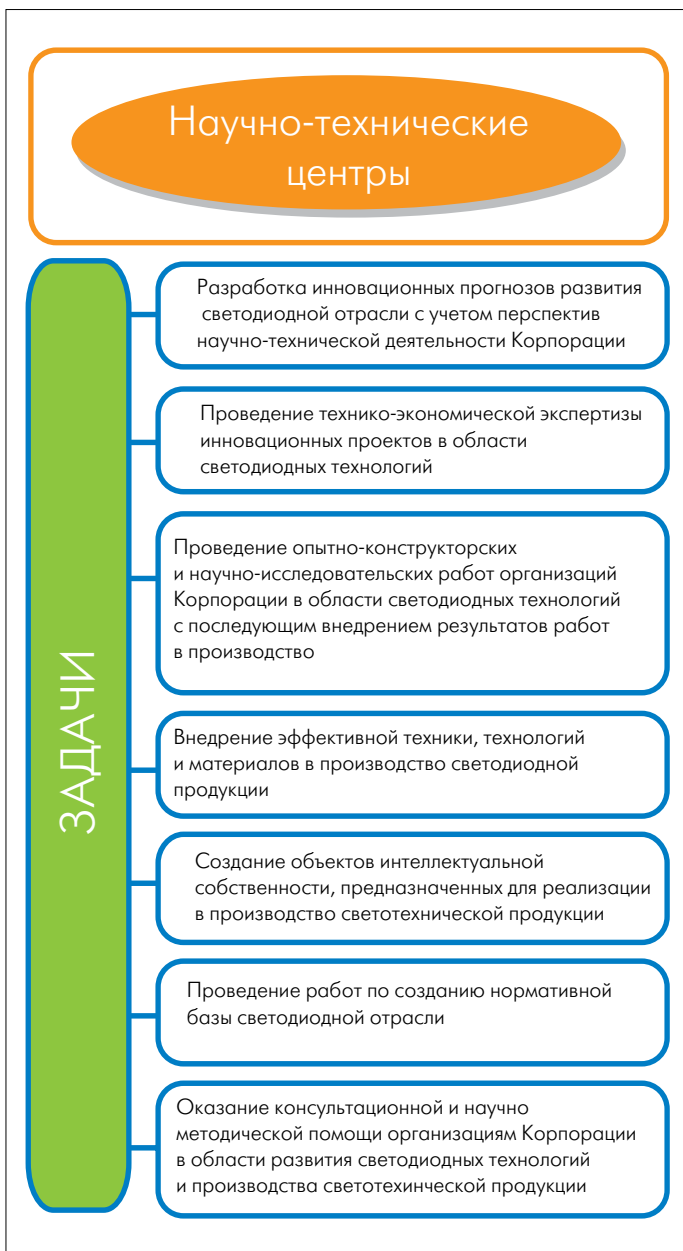 Научно-технические
центры
ЗАДАЧИ
Разработка инновационных прогнозов развития
светодиодной отрасли с учетом перспектив
научно-технической деятельности Корпорации
Проведение технико-экономической экспертизы
инновационных проектов в области
светодиодных технологий
Проведение опытно-конструкторских
и научно-исследовательских работ организаций
Корпорации в области светодиодных технологий
с последующим внедрением результатов работ
в производство
Внедрение эффективной техники, технологий
и материалов в производство светодиодной
продукции
Создание объектов интеллектуальной
собственности, предназначенных для реализации
в производство светотехнической продукции
Проведение работ по созданию нормативной
базы светодиодной отрасли
Оказание консультационной и научно
методической помощи организациям Корпорации
в области развития светодиодных технологий
и производства светотехинческой продукции